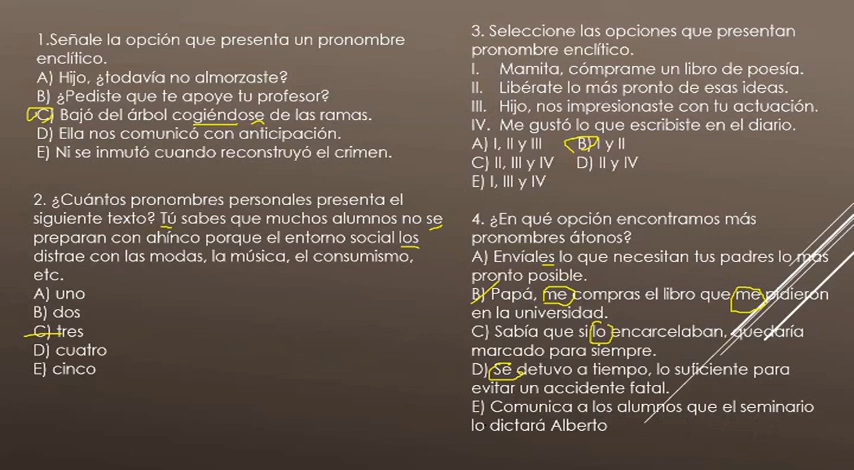 1.Señale la opción que presenta un pronombre
enclítico.
A) Hijo, ¿todavía no almorzaste?
B) ¿Pediste que te apoye tu profesor?
C) Bajó del árbol cogiéndose de las ramas.
D) Ella nos comunicó con anticipación.
E) Ni se inmutó cuando reconstruyó el crimen.
2. ¿Cuántos pronombres personales presenta el
siguiente texto? Tú sabes que muchos alumnos no se
preparan con ahínco porque el entorno social los
distrae con las modas, la música, el consumismo,
etc.
A) uno
B) dos
C) tres
D) cuatro
E) cinco
3. Seleccione las opciones que presentan
pronombre enclítico.
I. Mamita, cómprame un libro de poesía.
II. Libérate lo más pronto de esas ideas.
III. Hijo, nos impresionaste con tu actuación.
IV. Me gustó lo que escribiste en el diario.
A) I, II y III B) I y II
C) II, III y IV D) II y IV
E) I, III y IV
4. ¿En qué opción encontramos más
pronombres átonos?
A) Envíales lo que necesitan tus padres lo más
pronto posible.
B) Papá, me compras el libro que me pidieron
en la universidad.
C) Sabía que si lo encarcelaban, quedaría
marcado para siempre.
D) Se detuvo a tiempo, lo suficiente para
evitar un accidente fatal.
E) Comunica a los alumnos que el seminario
lo dictará Alberto